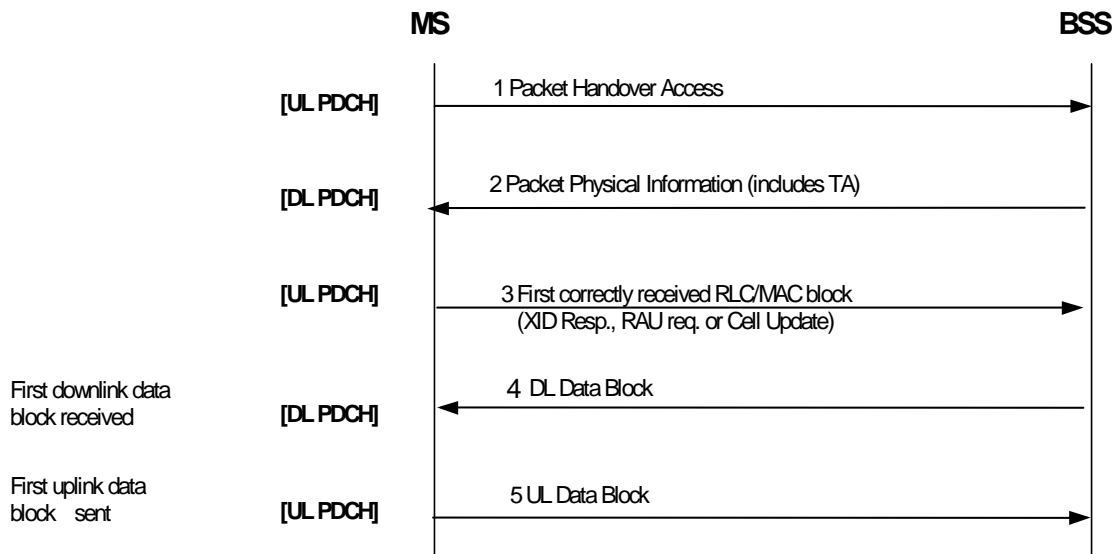 MS BSS
[UL PDCH] 1 Packet Handover Access
[DL PDCH] 2 Packet Physical Information (includes TA)
[UL PDCH] 3 First correctly received RLC/MAC block
(XID Resp., RAU req. or Cell Update)
First downlink data
block received [DL PDCH] 4 DL Data Block
First uplink data
block sent [UL PDCH] 5 UL Data Block